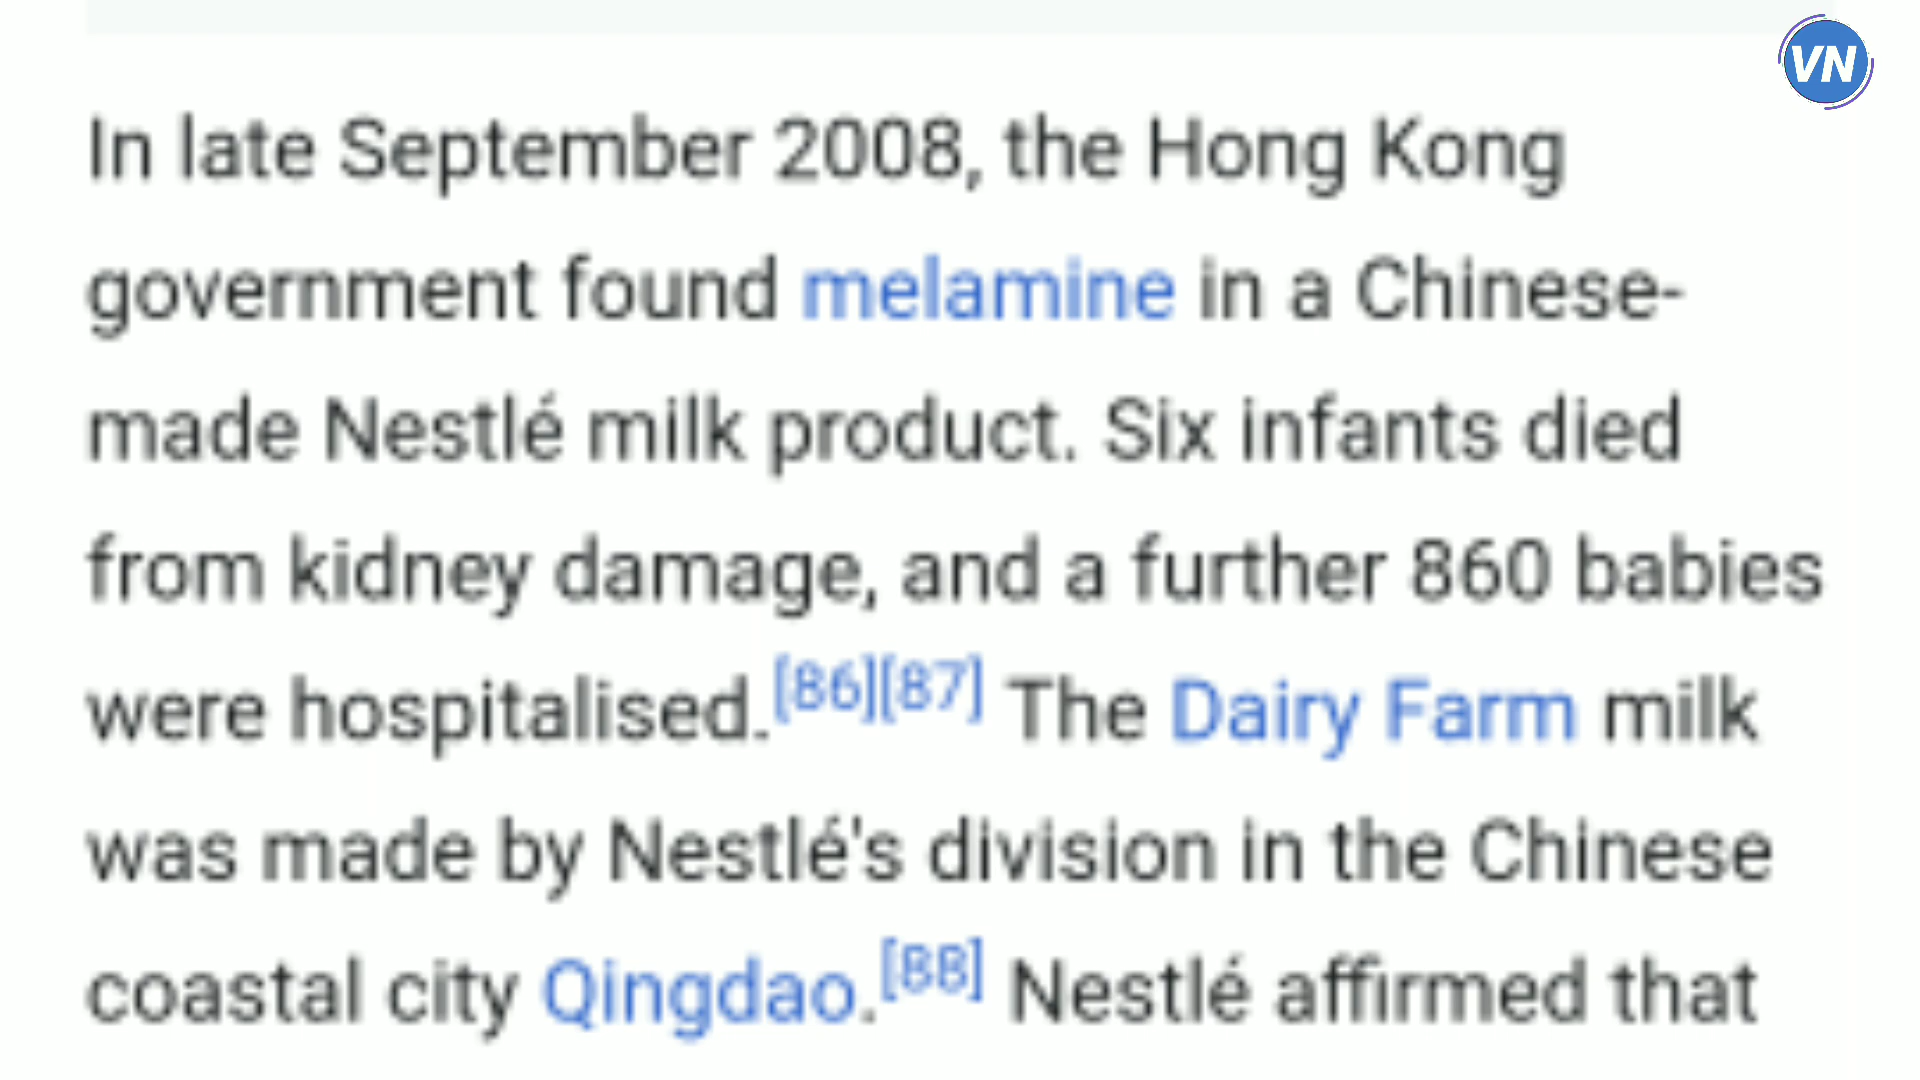 VN
In late September 2008, the Hong Kong
government found melamine in a Chinese-
made Nestlé milk product. Six infants died
from kidney damage, and a further 860 babies
were hospitalised.[86][87] The Dairy Farm milk
was made by Nestlé's division in the Chinese
coastal city Qingdao.[88] Nestlé affirmed that